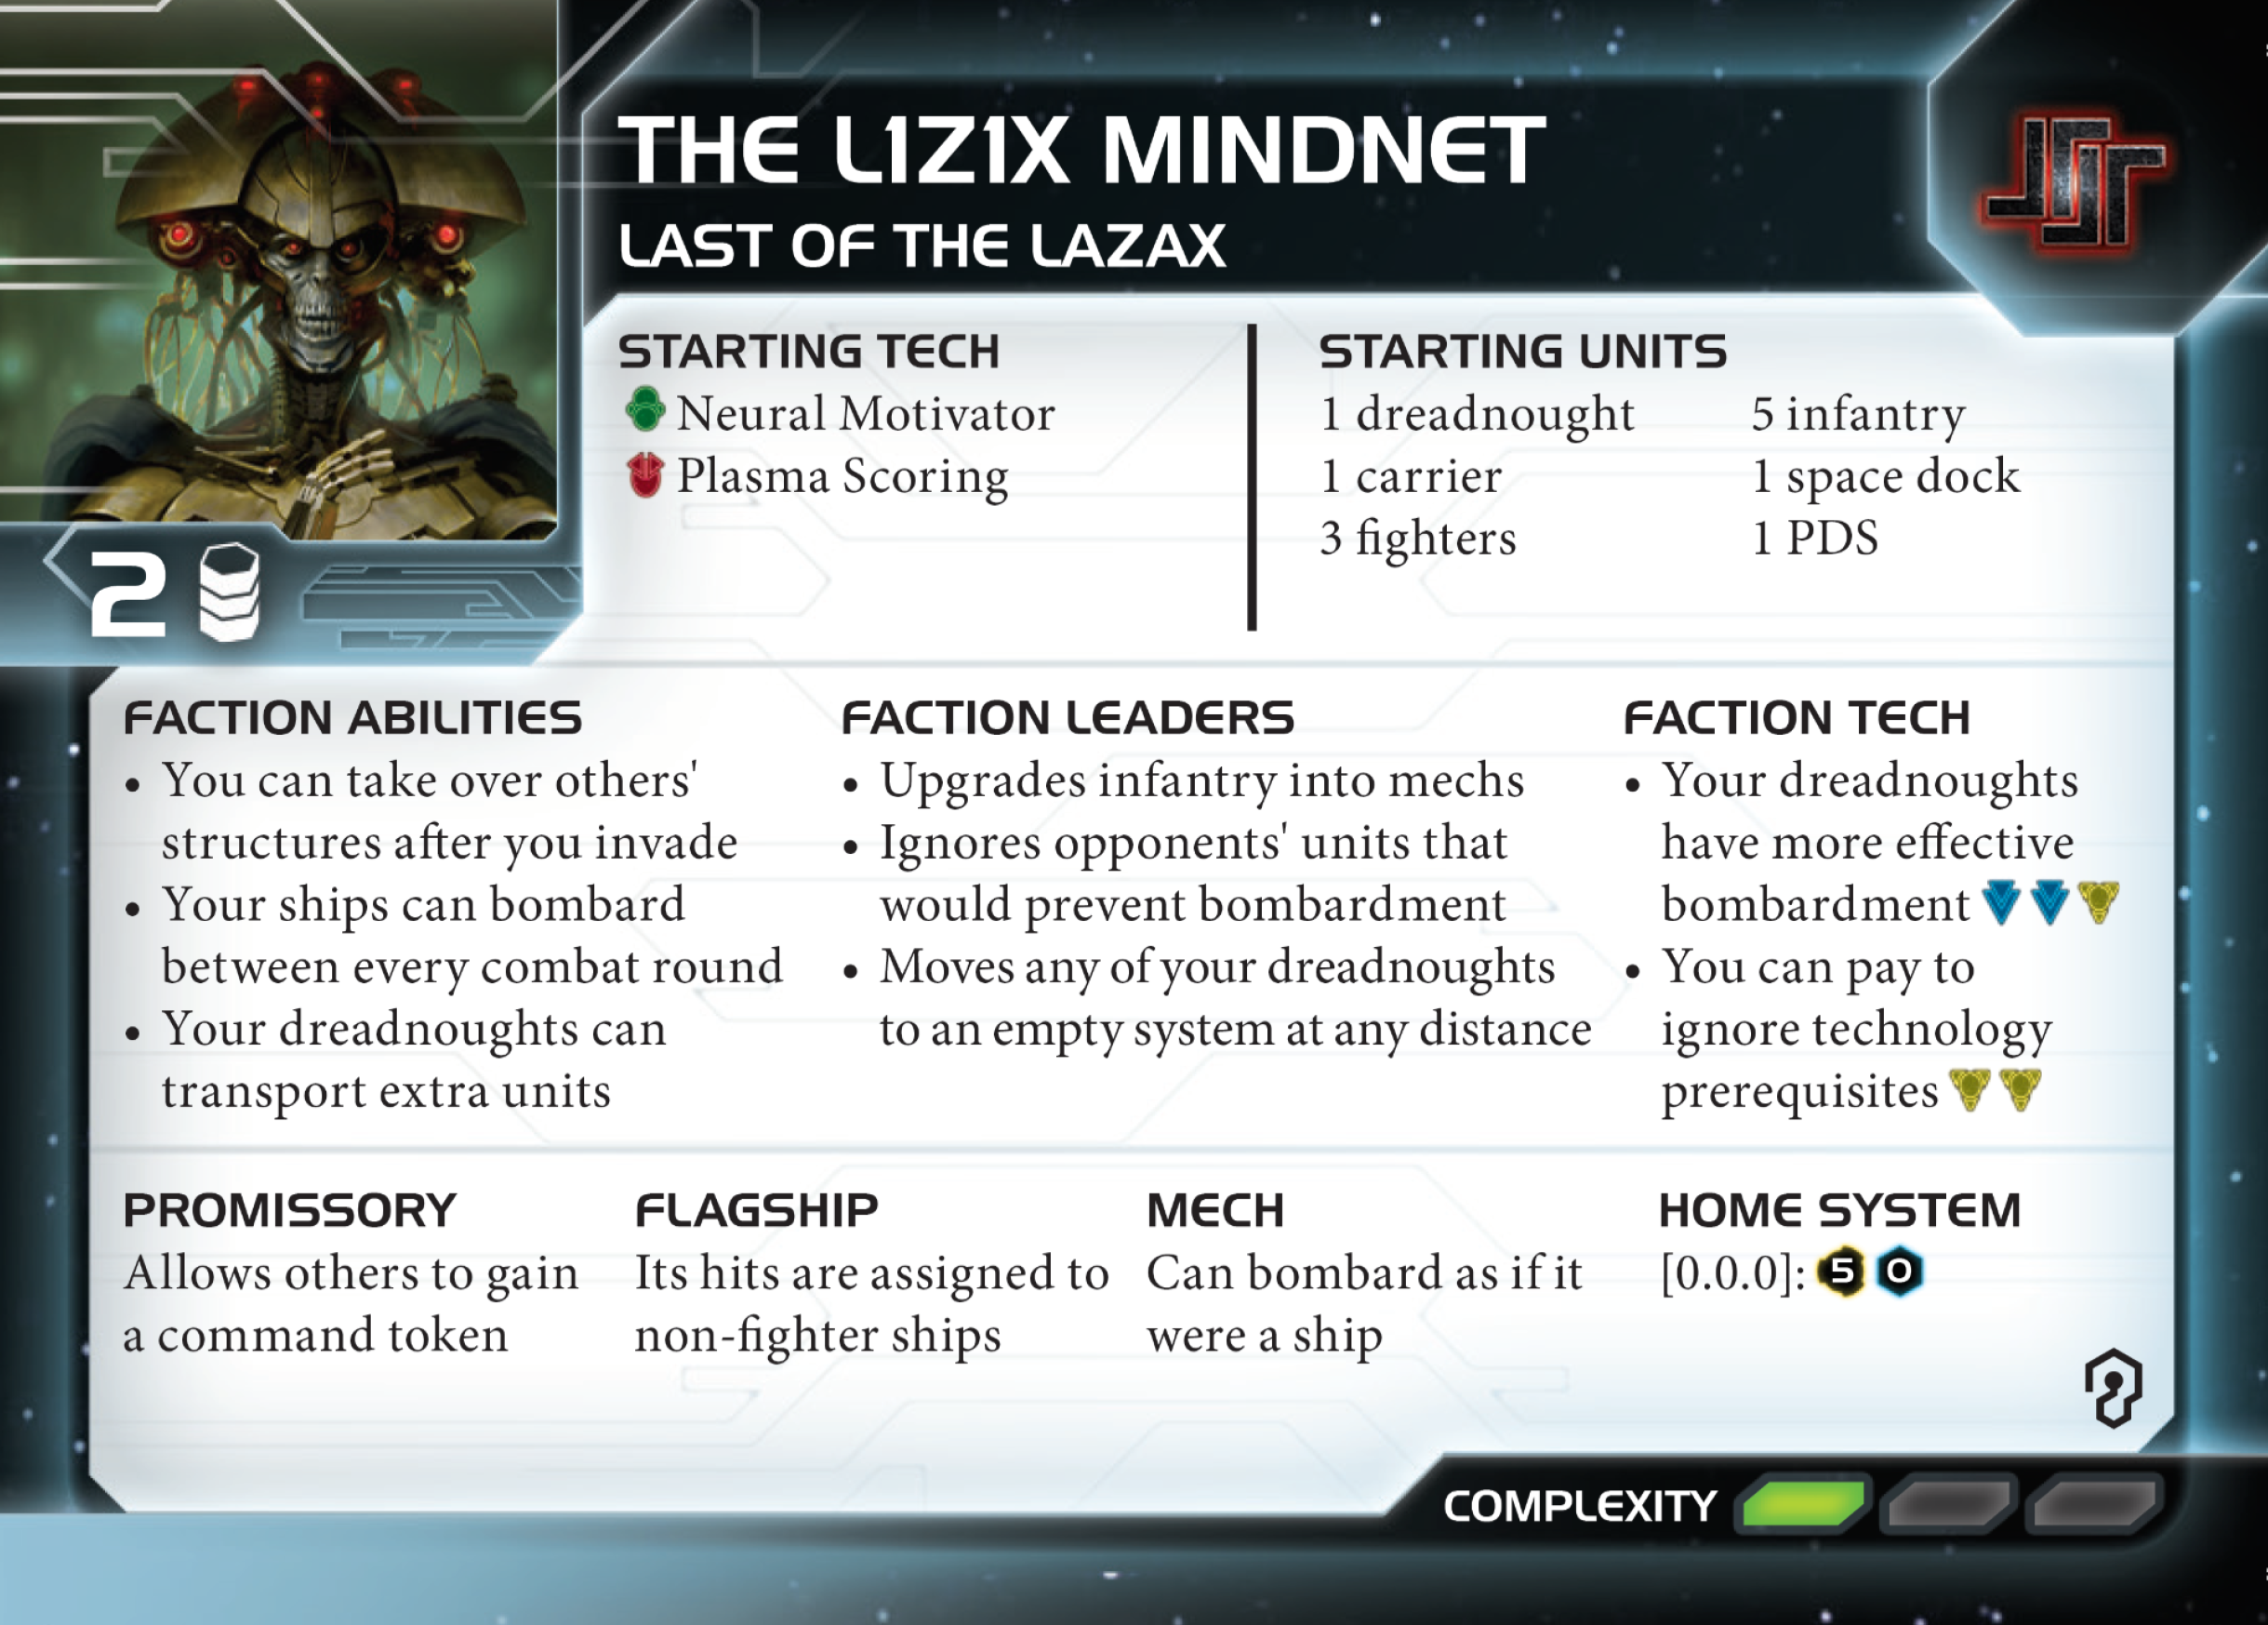 THE L1Z1X MINDNET
LAST OF THE LAZAX
STARTING TECH
Neural Motivator
Plasma Scoring
STARTING UNITS
1 dreadnought
1 carrier
3 fighters
5 infantry
1 space dock
1 PDS
2
FACTION ABILITIES
• You can take over others'
structures after you invade
• Your ships can bombard
between every combat round
• Your dreadnoughts can
transport extra units
FACTION LEADERS
• Upgrades infantry into mechs
• Ignores opponents' units that
would prevent bombardment
• Moves any of your dreadnoughts
to an empty system at any distance
FACTION TECH
• Your dreadnoughts
have more effective
bombardment
• You can pay to
ignore technology
prerequisites
PROMISSORY
Allows others to gain
a command token
FLAGSHIP
Its hits are assigned to
non-fighter ships
MECH
Can bombard as if it
were a ship
HOME SYSTEM
[0.0.0]: 5 0
COMPLEXITY